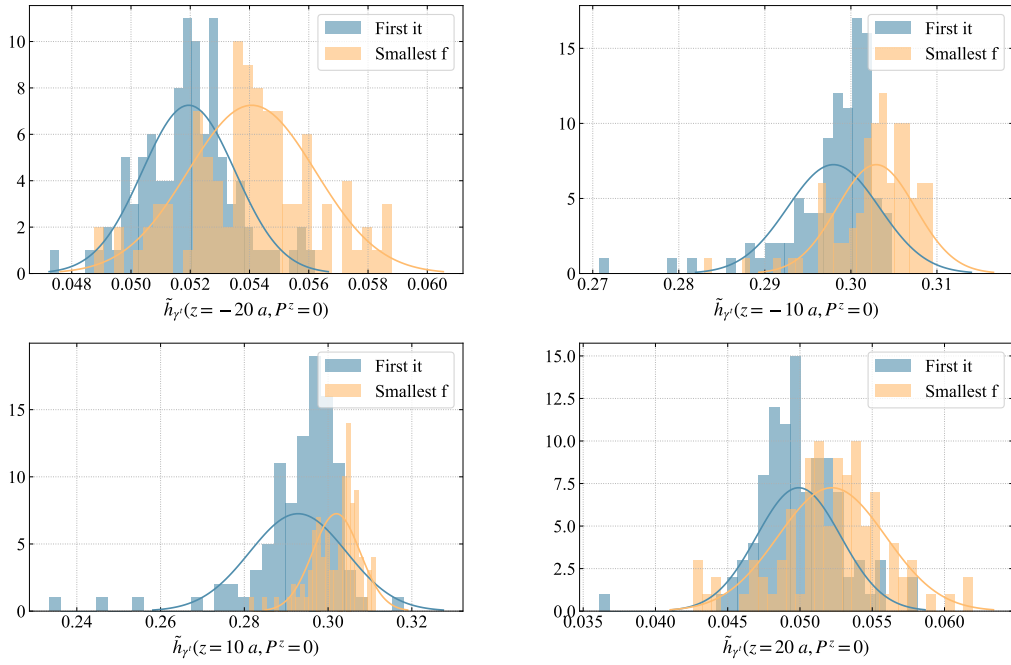 10
8
6
4
2
0
First it
Smallest f
0.048 0.050 0.052 0.054 0.056 0.058 0.060
h̃_γᵗ(z = −20 a, Pᶻ = 0)
15
10
5
0
First it
Smallest f
0.27 0.28 0.29 0.30 0.31
h̃_γᵗ(z = −10 a, Pᶻ = 0)
15
10
5
0
First it
Smallest f
0.24 0.26 0.28 0.30 0.32
h̃_γᵗ(z = 10 a, Pᶻ = 0)
15.0
12.5
10.0
7.5
5.0
2.5
0.0
First it
Smallest f
0.035 0.040 0.045 0.050 0.055 0.060
h̃_γᵗ(z = 20 a, Pᶻ = 0)